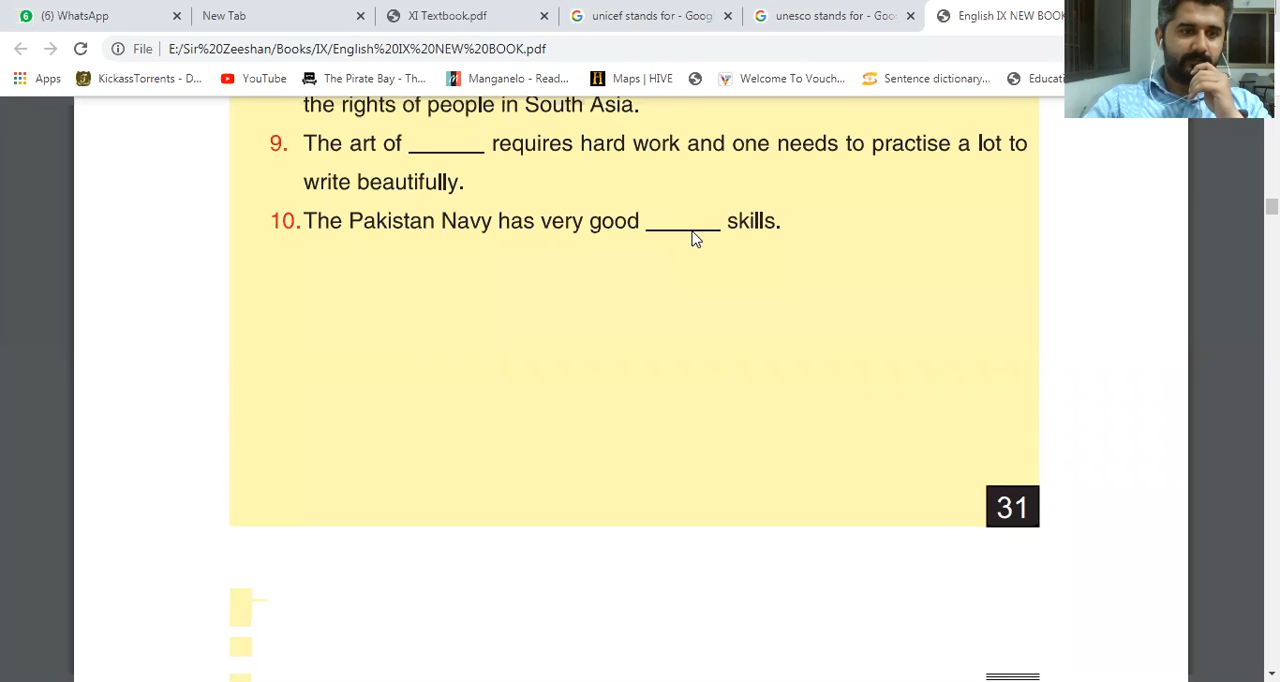 (6) WhatsApp
New Tab
XI Textbook.pdf
unicef stands for - Goog
unesco stands for - Goo
English IX NEW BOOK
File
E:/Sir%20Zeeshan/Books/IX/English%20IX%20NEW%20BOOK.pdf
Apps
KickassTorrents - D...
YouTube
The Pirate Bay - Th...
Manganelo - Read...
Maps | HIVE
Welcome To Vouch...
Sentence dictionary...
Educati
the rights of people in South Asia.
9. The art of ______ requires hard work and one needs to practise a lot to
write beautifully.
10. The Pakistan Navy has very good ______ skills.
31